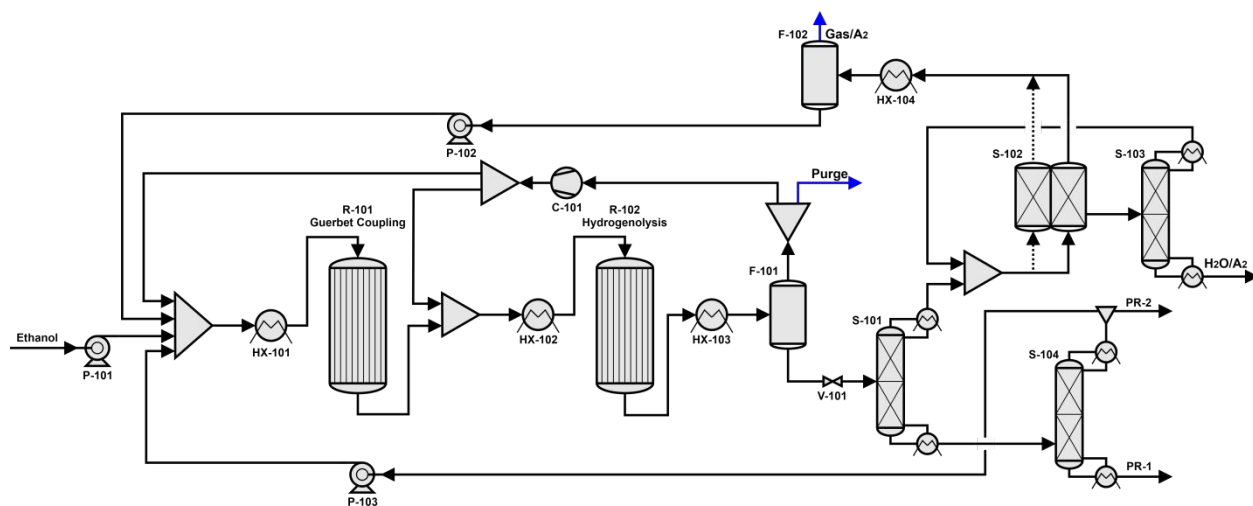 F-102
Gas/A2
HX-104
P-102
S-102
S-103
Purge
R-101
Guerbet Coupling
C-101
R-102
Hydrogenolysis
F-101
H2O/A2
Ethanol
P-101
HX-101
HX-102
HX-103
S-101
PR-2
S-104
V-101
P-103
PR-1